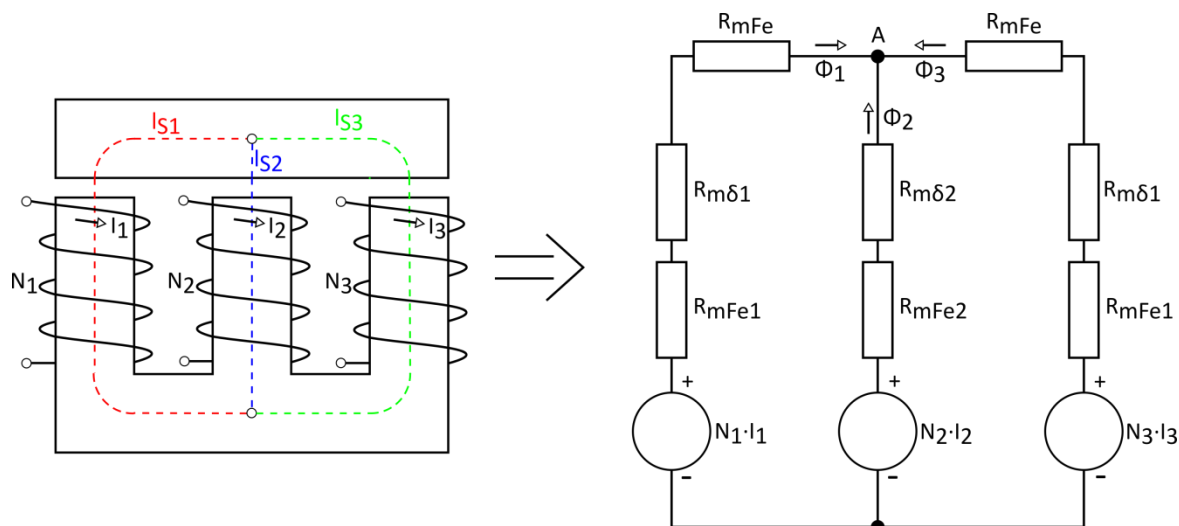 lS1
lS3
lS2
I1
I2
I3
N1
N2
N3
RmFe
A
RmFe
Φ1
Φ3
Φ2
Rmδ1
Rmδ2
Rmδ1
RmFe1
RmFe2
RmFe1
+
+
+
N1·I1
N2·I2
N3·I3
-
-
-